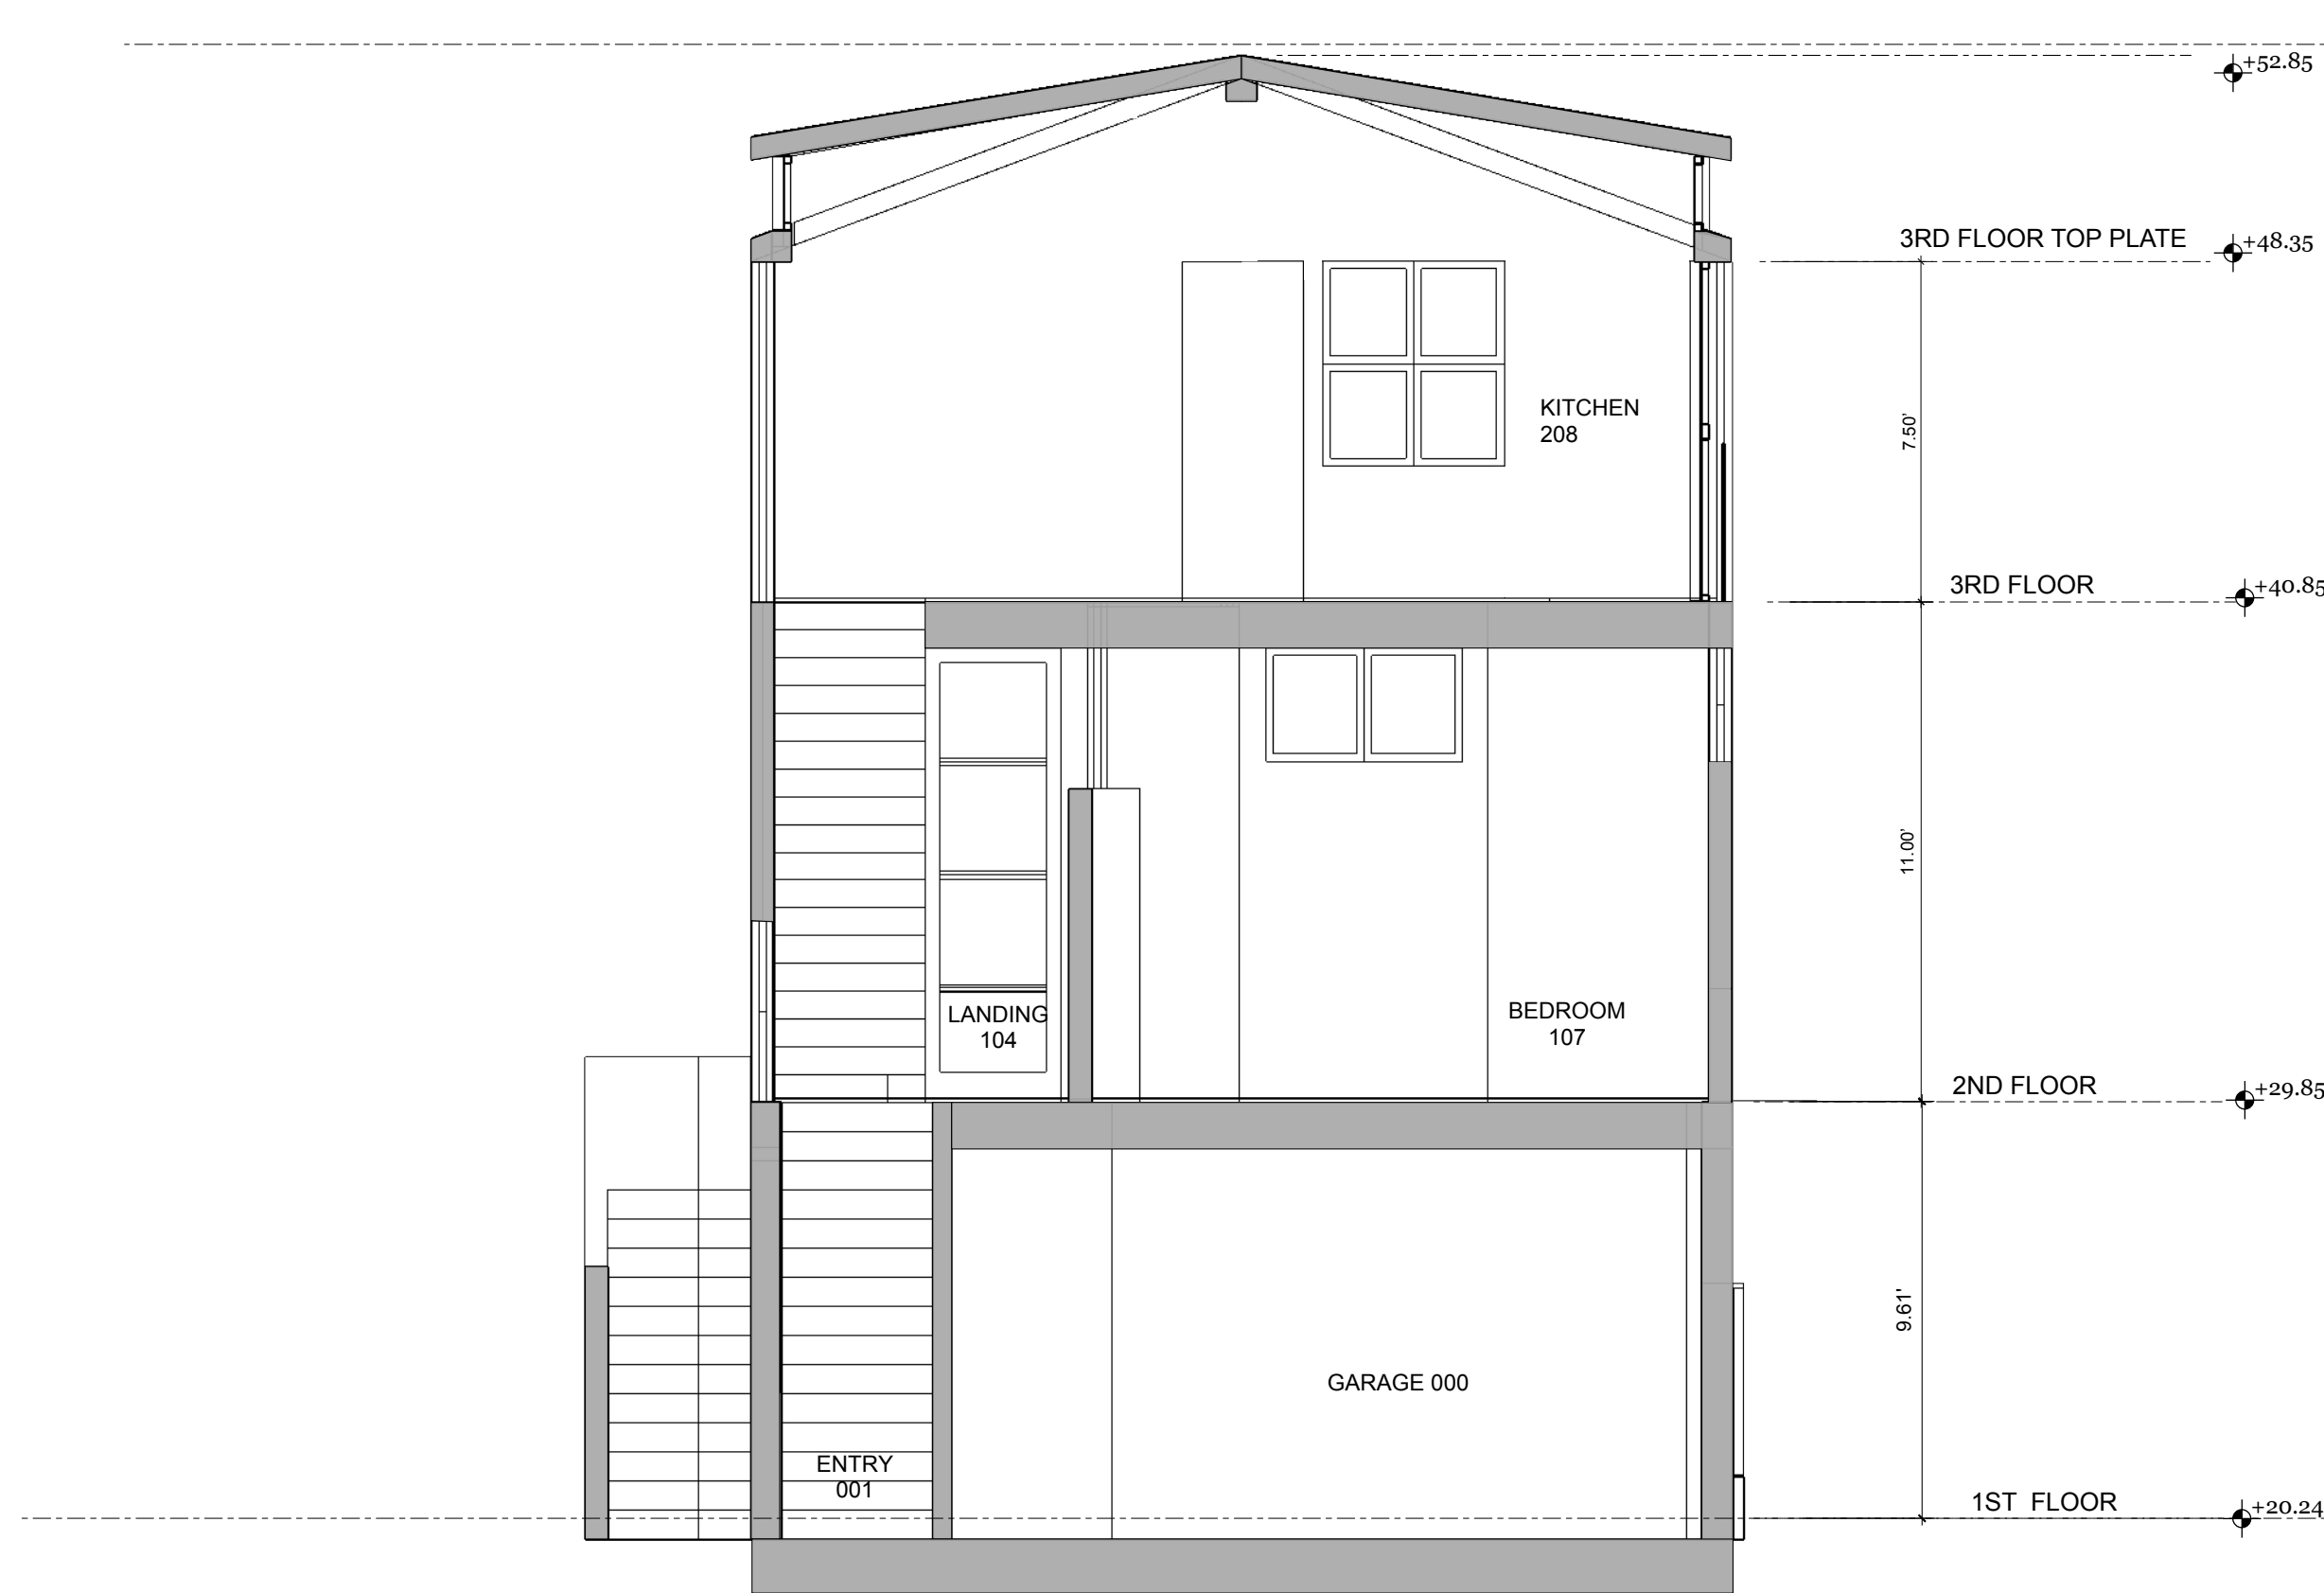 +52.85
3RD FLOOR TOP PLATE
+48.35
KITCHEN
208
7.50'
3RD FLOOR
+40.85
11.00'
LANDING
104
BEDROOM
107
2ND FLOOR
+29.85
9.61'
GARAGE 000
ENTRY
001
1ST FLOOR
+20.24